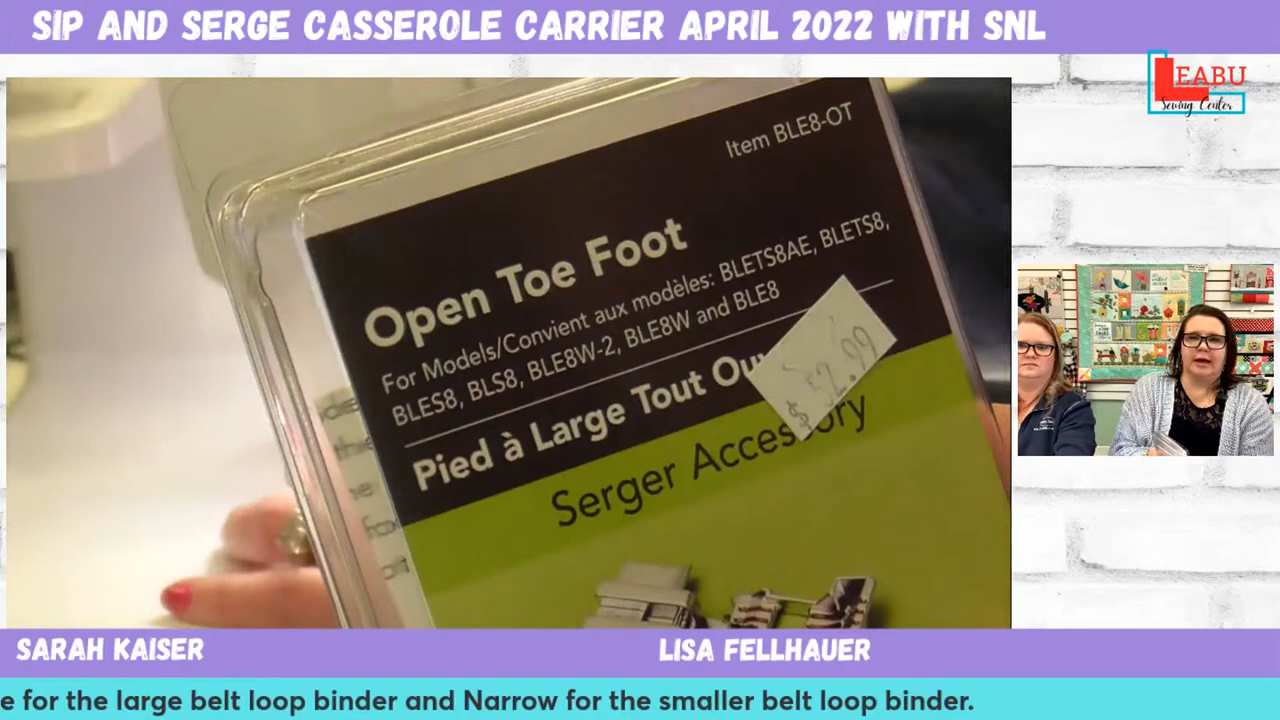 SIP AND SERGE CASSEROLE CARRIER APRIL 2022 WITH SNL
LEABU
Sewing Center
Item BLE8-OT
Open Toe Foot
For Models/Convient aux modèles: BLETS8AE, BLETS8,
BLES8, BLS8, BLE8W-2, BLE8W and BLE8
Pied à Large Tout
$52.99
Serger Accessory
SARAH KAISER
LISA FELLHAUER
e for the large belt loop binder and Narrow for the smaller belt loop binder.